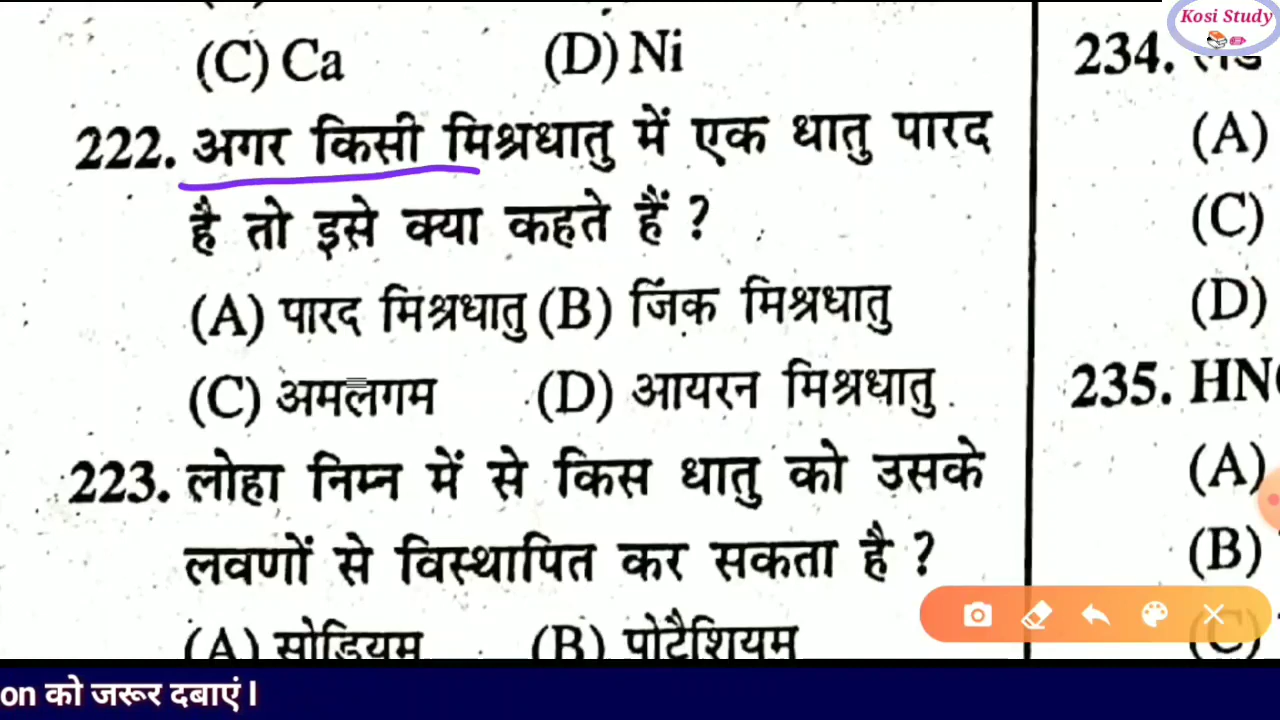 Kosi Study
(C) Ca (D) Ni
222. अगर किसी मिश्रधातु में एक धातु पारद
है तो इसे क्या कहते हैं ?
(A) पारद मिश्रधातु (B) जिंक मिश्रधातु
(C) अमलगम (D) आयरन मिश्रधातु
223. लोहा निम्न में से किस धातु को उसके
लवणों से विस्थापित कर सकता है ?
(A) सोडियम (B) पोटैशियम
234.
(A)
(C)
(D)
235. HN
(A)
(B)
(C)
on को जरूर दबाएं l